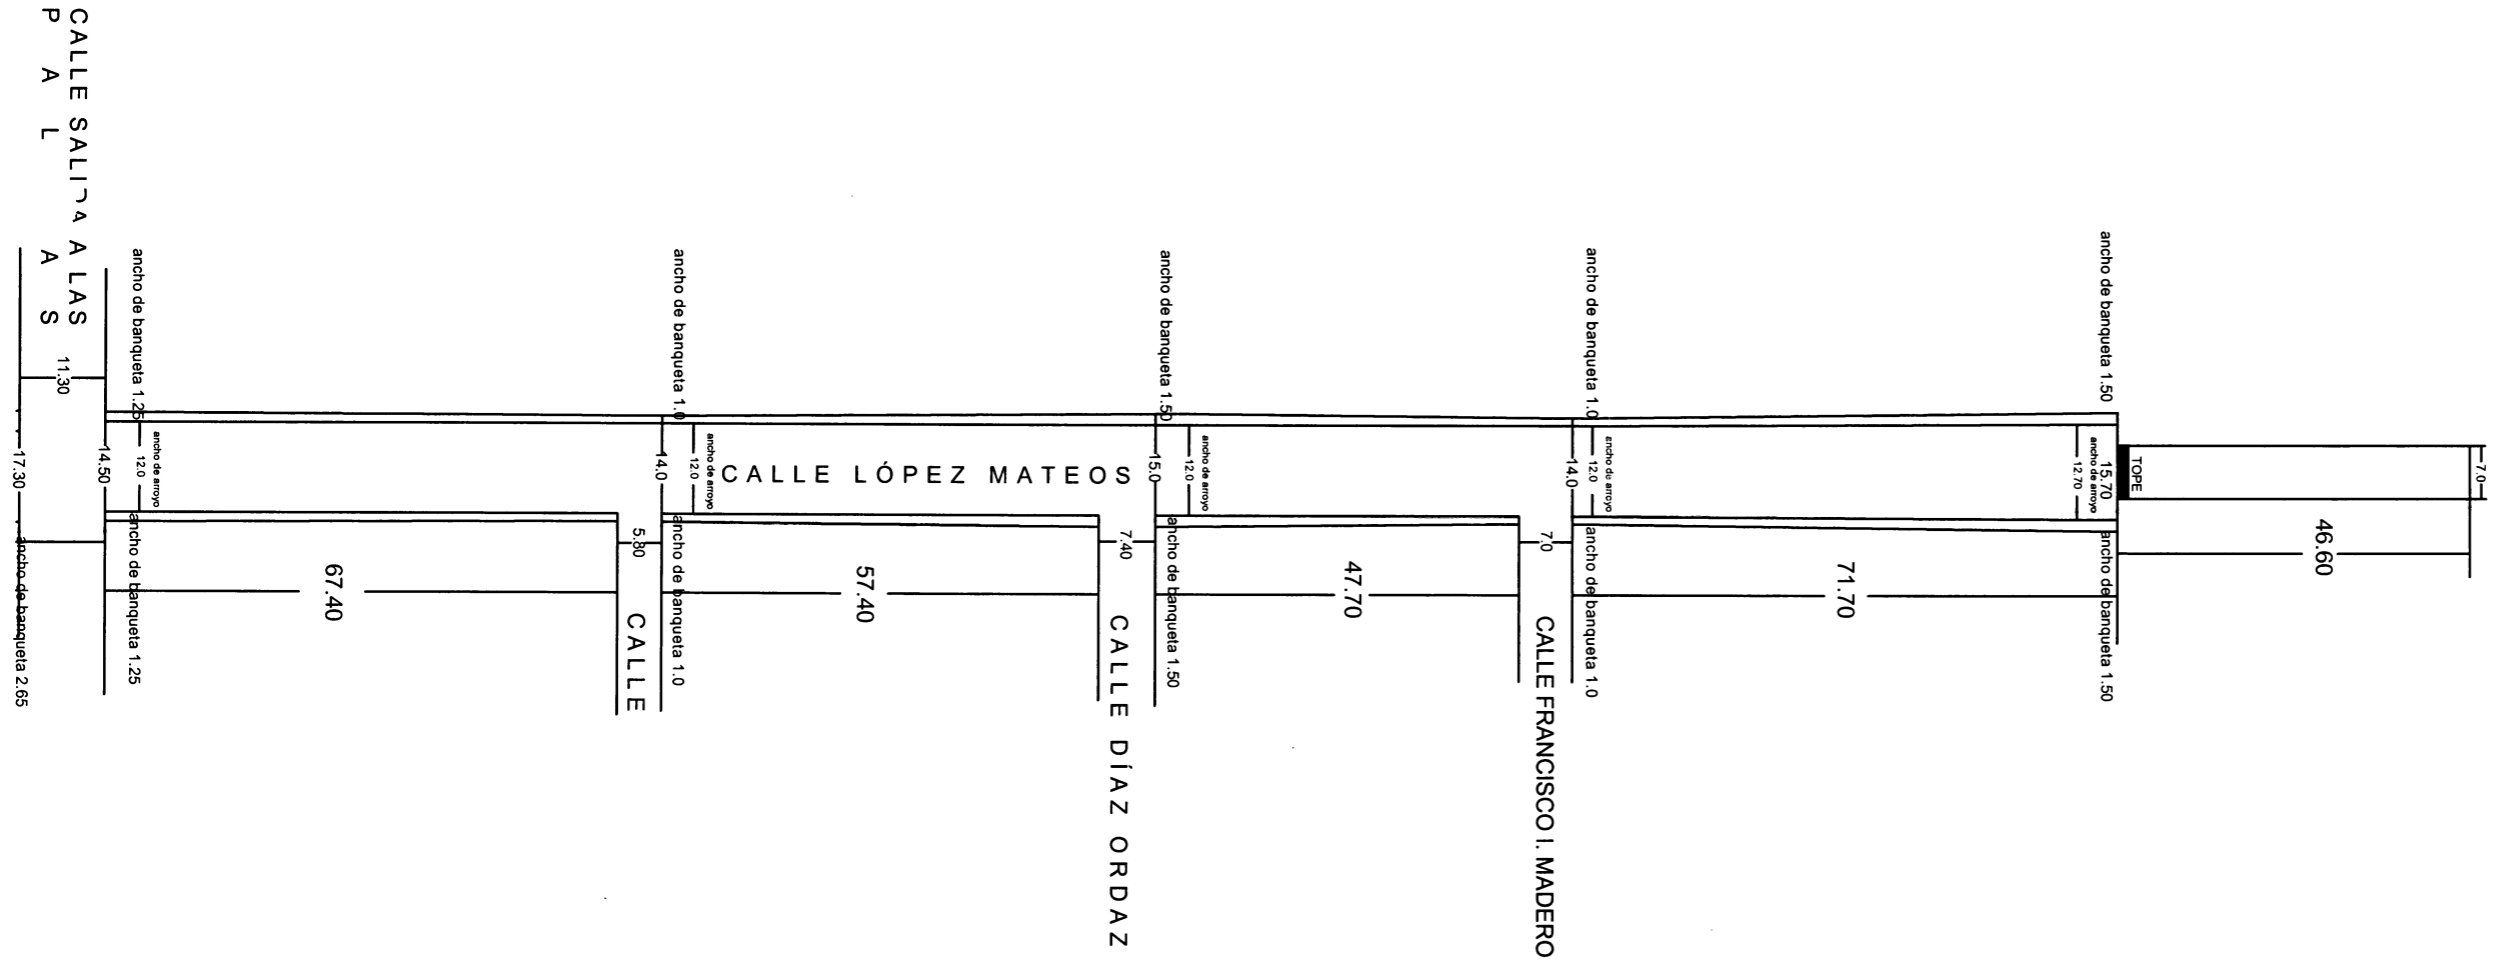 CALLE SALIDA A LAS
P A L A S
11.30
17.30
ancho de banqueta 2.65
ancho de banqueta 1.25
14.50
ancho de arroyo
12.0
ancho de banqueta 1.25
67.40
5.80
CALLE
ancho de banqueta 1.0
14.0
ancho de arroyo
12.0
ancho de banqueta 1.0
CALLE LÓPEZ MATEOS
57.40
7.40
CALLE DÍAZ ORDAZ
ancho de banqueta 1.50
15.0
ancho de arroyo
12.0
ancho de banqueta 1.50
47.70
7.0
CALLE FRANCISCO I. MADERO
ancho de banqueta 1.0
14.0
ancho de arroyo
12.0
ancho de banqueta 1.0
71.70
ancho de banqueta 1.50
15.70
ancho de arroyo
12.70
ancho de banqueta 1.50
TOPE
46.60
7.0